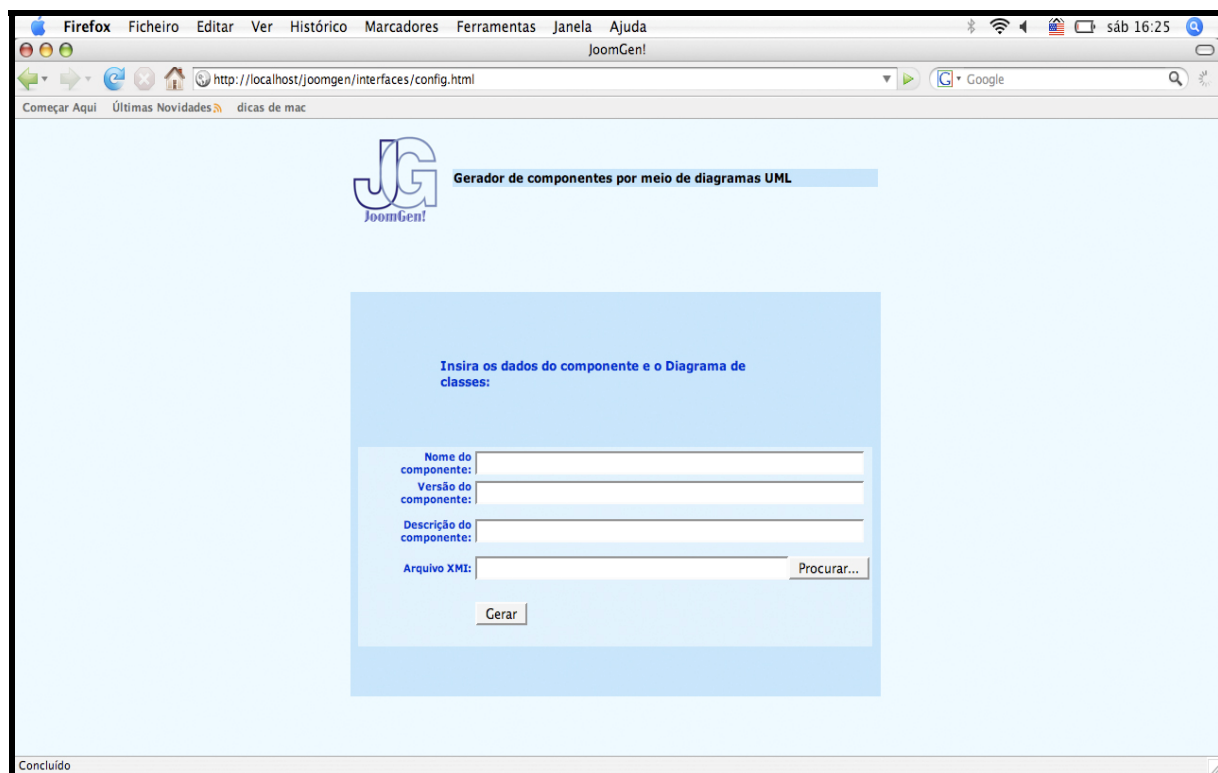 Firefox Ficheiro Editar Ver Histórico Marcadores Ferramentas Janela Ajuda sáb 16:25
JoomGen!
http://localhost/joomgen/interfaces/config.html
G Google
Começar Aqui Últimas Novidades dicas de mac
JG
JoomGen!
Gerador de componentes por meio de diagramas UML
Insira os dados do componente e o Diagrama de
classes:
Nome do
componente:
Versão do
componente:
Descrição do
componente:
Arquivo XMI:
Procurar...
Gerar
Concluído